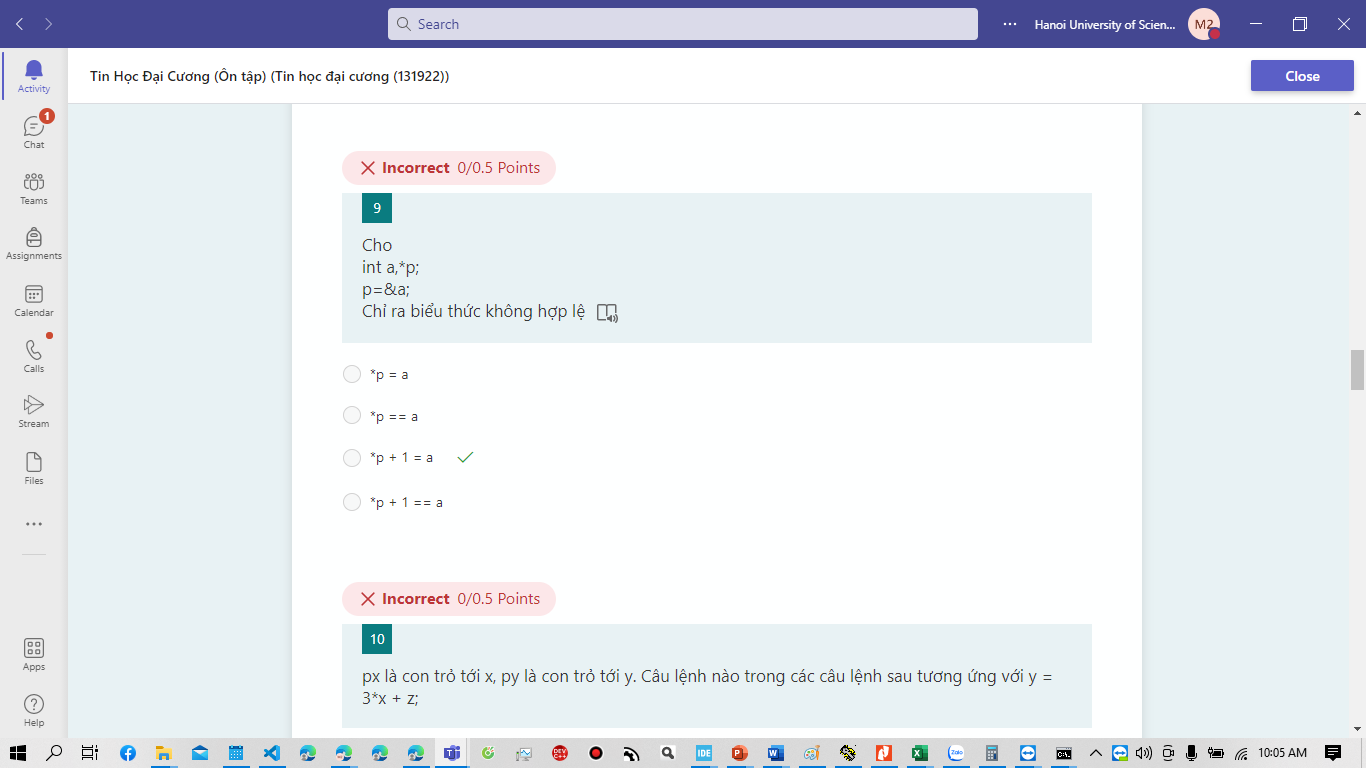 Search
Hanoi University of Scien...
M2
Activity
Tin Học Đại Cương (Ôn tập) (Tin học đại cương (131922))
Close
1
Chat
Teams
Assignments
Calendar
Calls
Stream
Files
Apps
Help
Incorrect 0/0.5 Points
9
Cho
int a,*p;
p=&a;
Chỉ ra biểu thức không hợp lệ
*p = a
*p == a
*p + 1 = a
*p + 1 == a
Incorrect 0/0.5 Points
10
px là con trỏ tới x, py là con trỏ tới y. Câu lệnh nào trong các câu lệnh sau tương ứng với y =
3*x + z;
DEV
IDE
Zalo
10:05 AM